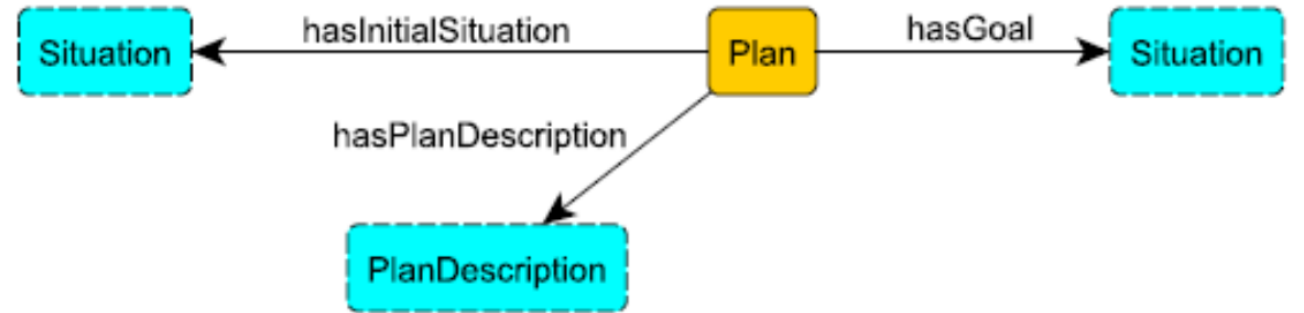 hasInitialSituation
hasGoal
Situation
Plan
Situation
hasPlanDescription
PlanDescription